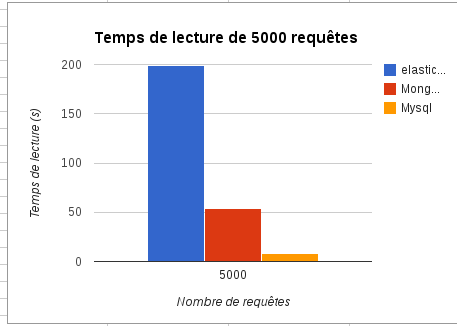 Temps de lecture de 5000 requêtes
Temps de lecture (s)
200
150
100
50
0
5000
Nombre de requêtes
elastic...
Mong...
Mysql